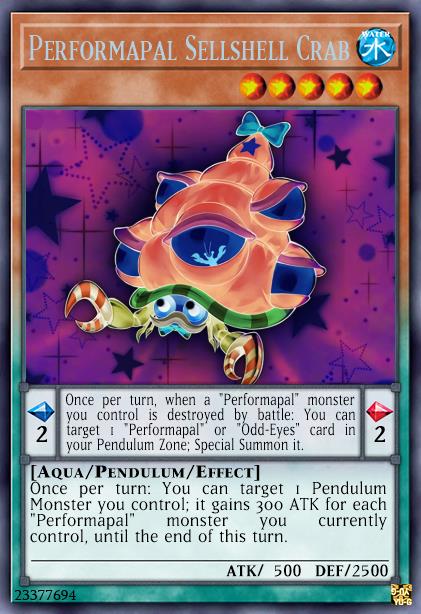 PERFORMAPAL SELLSHELL CRAB
WATER
水
Once per turn, when a "Performapal" monster
you control is destroyed by battle: You can
target 1 "Performapal" or "Odd-Eyes" card in
your Pendulum Zone; Special Summon it.
2
2
[AQUA/PENDULUM/EFFECT]
Once per turn: You can target 1 Pendulum
Monster you control; it gains 300 ATK for each
"Performapal" monster you currently
control, until the end of this turn.
ATK/ 500 DEF/2500
23377694